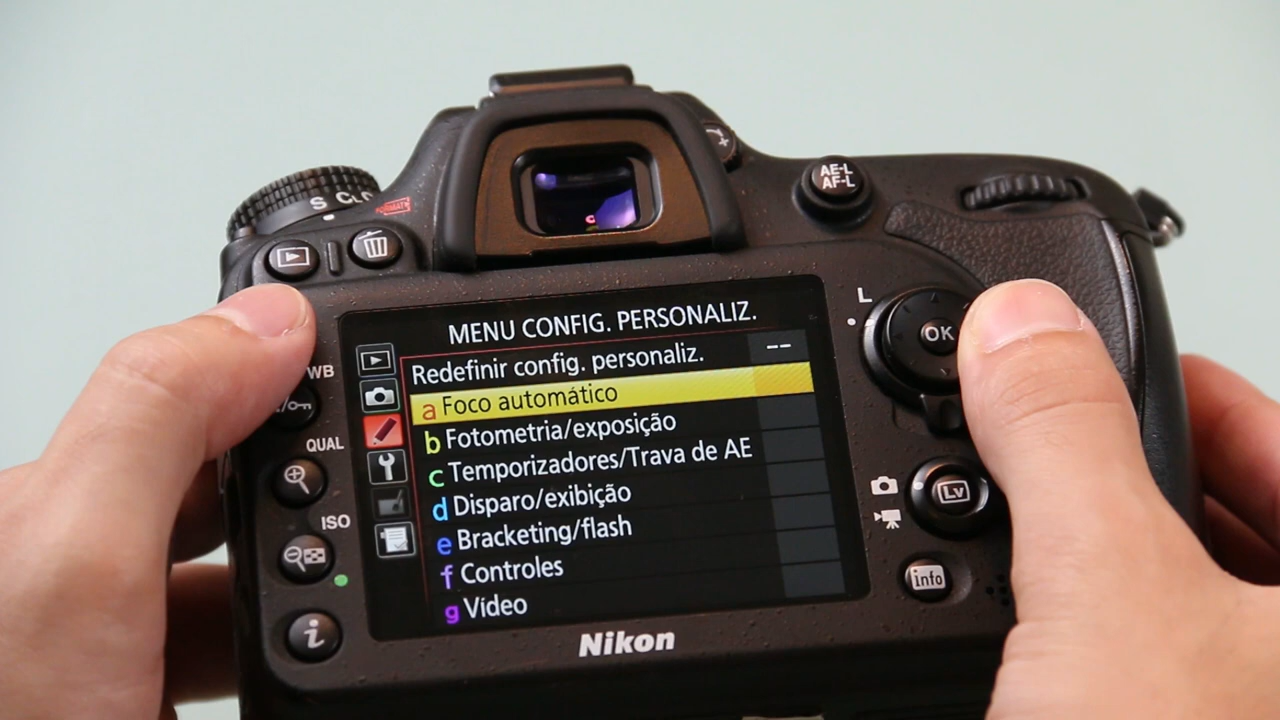 S CL
FORMAT
AE-L
AF-L
L
OK
WB
QUAL
ISO
MENU CONFIG. PERSONALIZ.
Redefinir config. personaliz. --
a Foco automático
b Fotometria/exposição
c Temporizadores/Trava de AE
d Disparo/exibição
e Bracketing/flash
f Controles
g Vídeo
Lv
info
i
Nikon